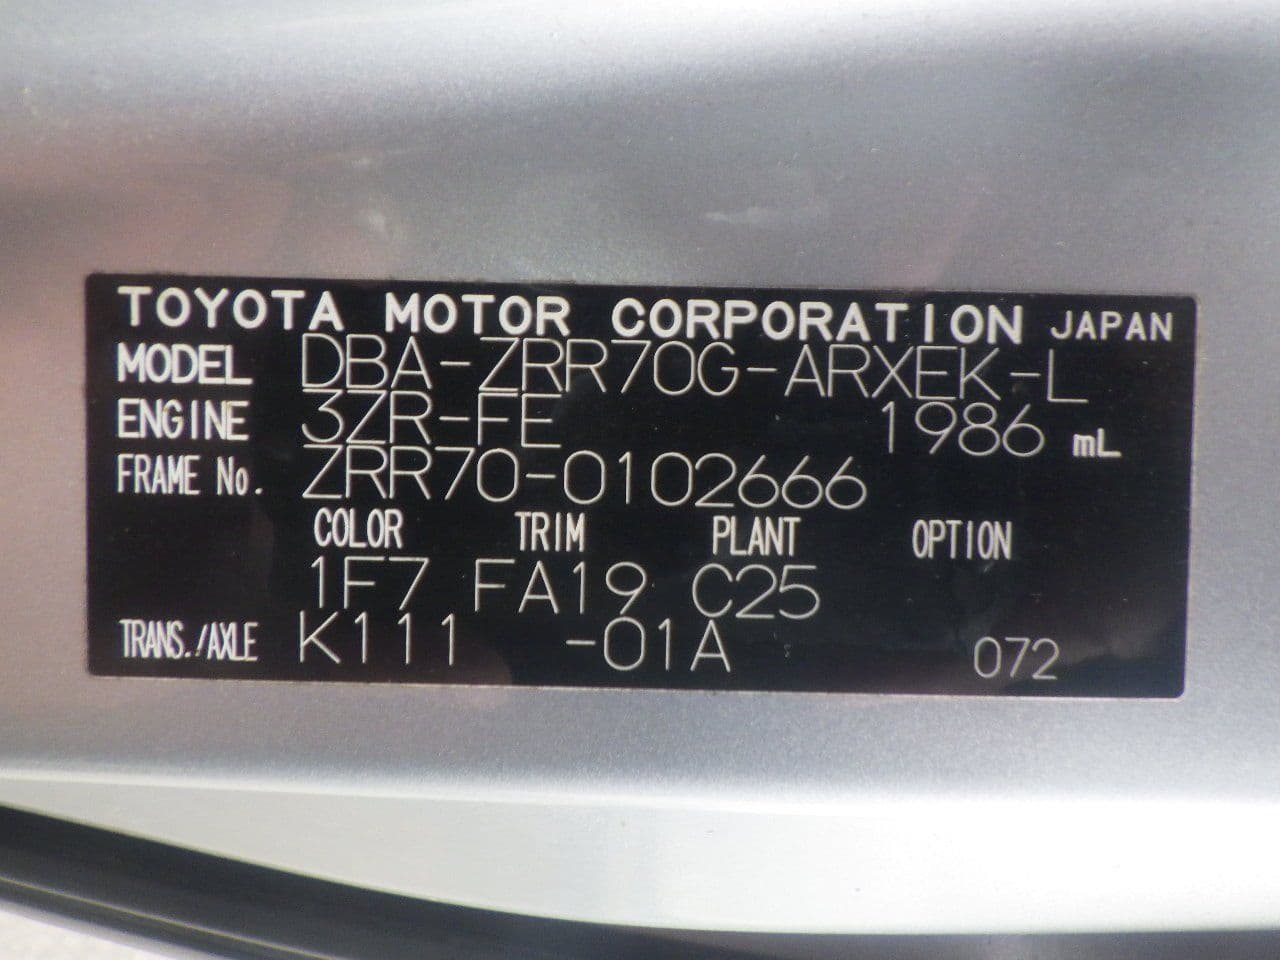 TOYOTA MOTOR CORPORATION JAPAN
MODEL DBA-ZRR70G-ARXEK-L
ENGINE 3ZR-FE 1986 mL
FRAME No. ZRR70-0102666
COLOR TRIM PLANT OPTION
1F7 FA19 C25
TRANS./AXLE K111 -01A 072